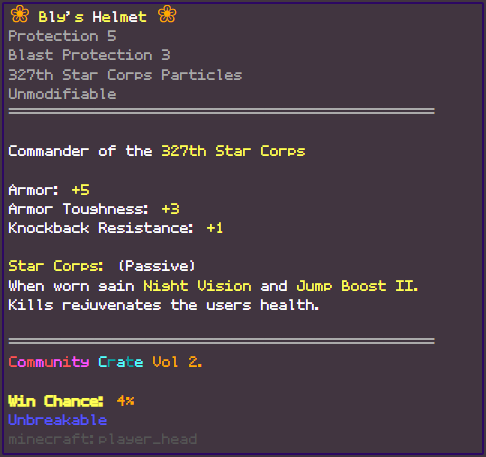 ❀ Bly's Helmet ❀
Protection 5
Blast Protection 3
327th Star Corps Particles
Unmodifiable
Commander of the 327th Star Corps
Armor: +5
Armor Toughness: +3
Knockback Resistance: +1
Star Corps: (Passive)
When worn gain Night Vision and Jump Boost II.
Kills rejuvenates the users health.
Community Crate Vol 2.
Win Chance: 4%
Unbreakable
minecraft:player_head